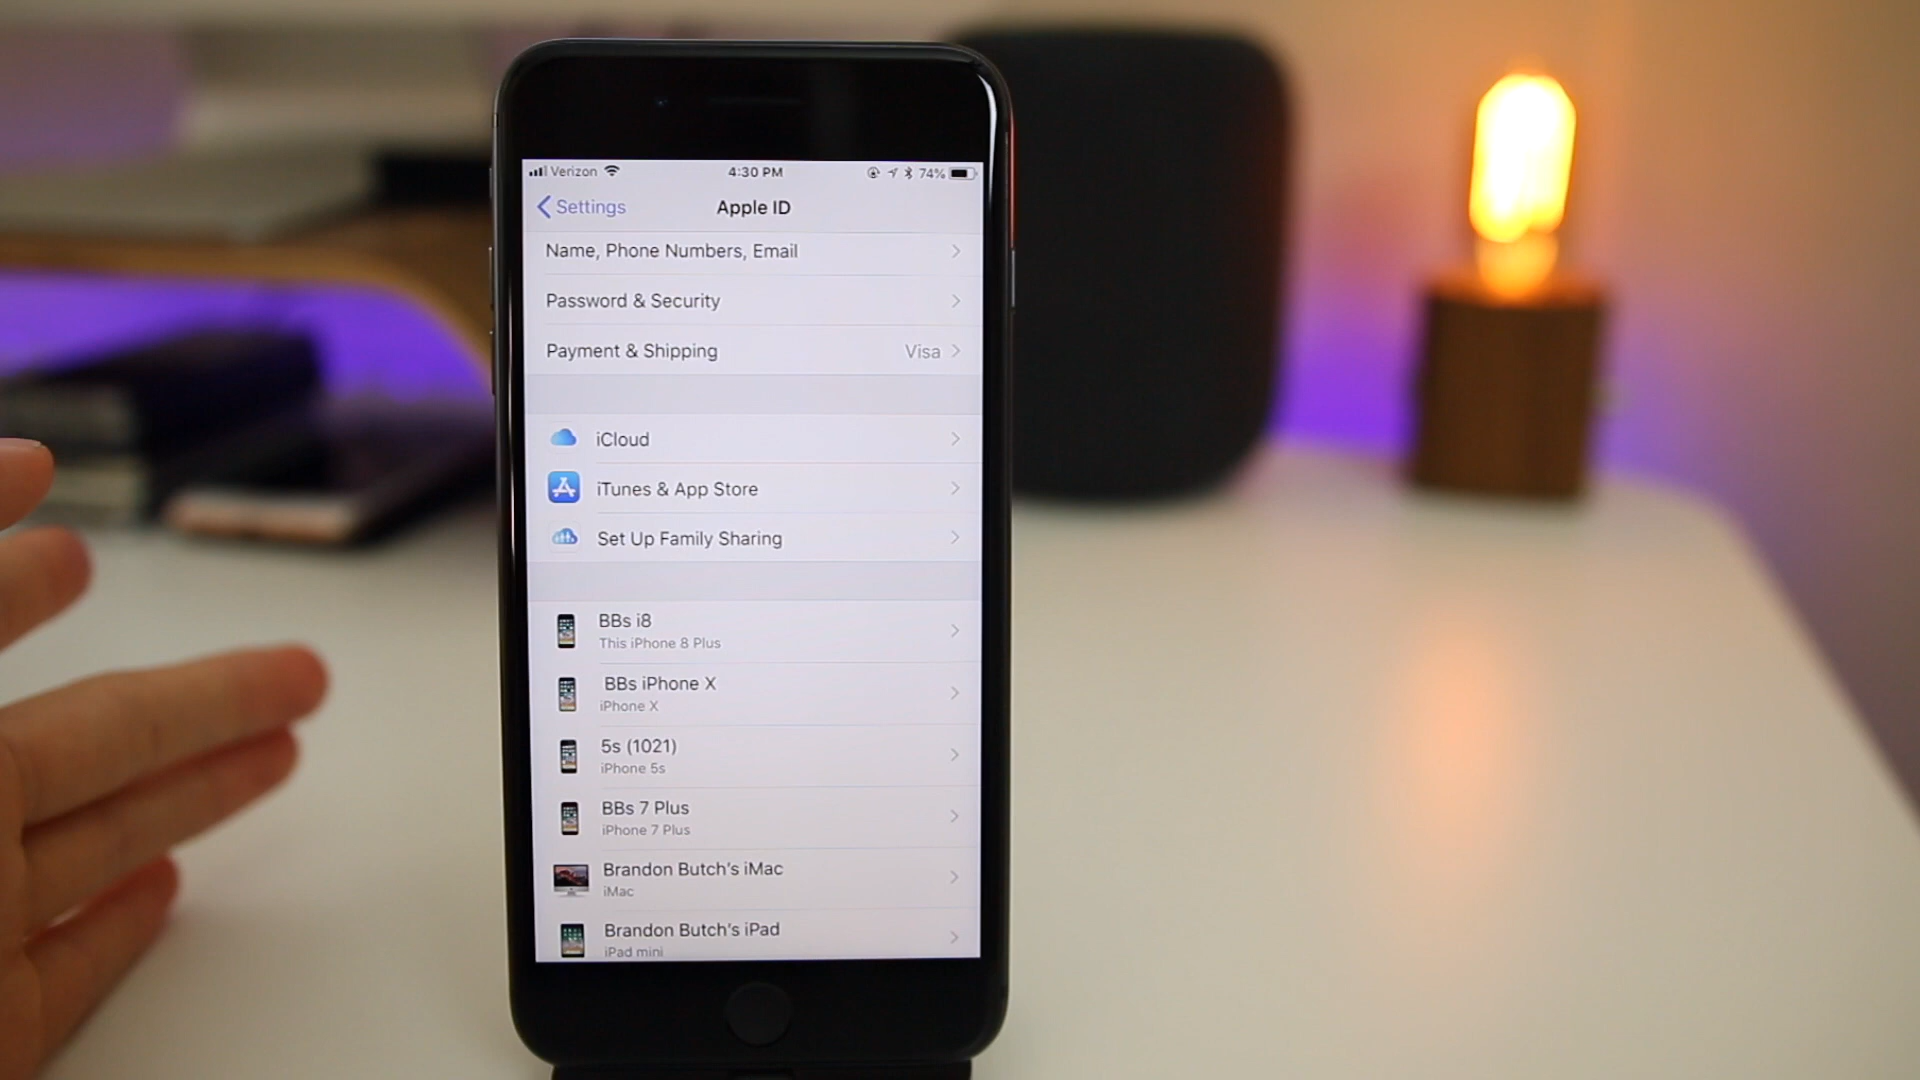 Verizon 4:30 PM 74%
Settings Apple ID
Name, Phone Numbers, Email
Password & Security
Payment & Shipping Visa
iCloud
iTunes & App Store
Set Up Family Sharing
BBs i8
This iPhone 8 Plus
BBs iPhone X
iPhone X
5s (1021)
iPhone 5s
BBs 7 Plus
iPhone 7 Plus
Brandon Butch's iMac
iMac
Brandon Butch's iPad
iPad mini